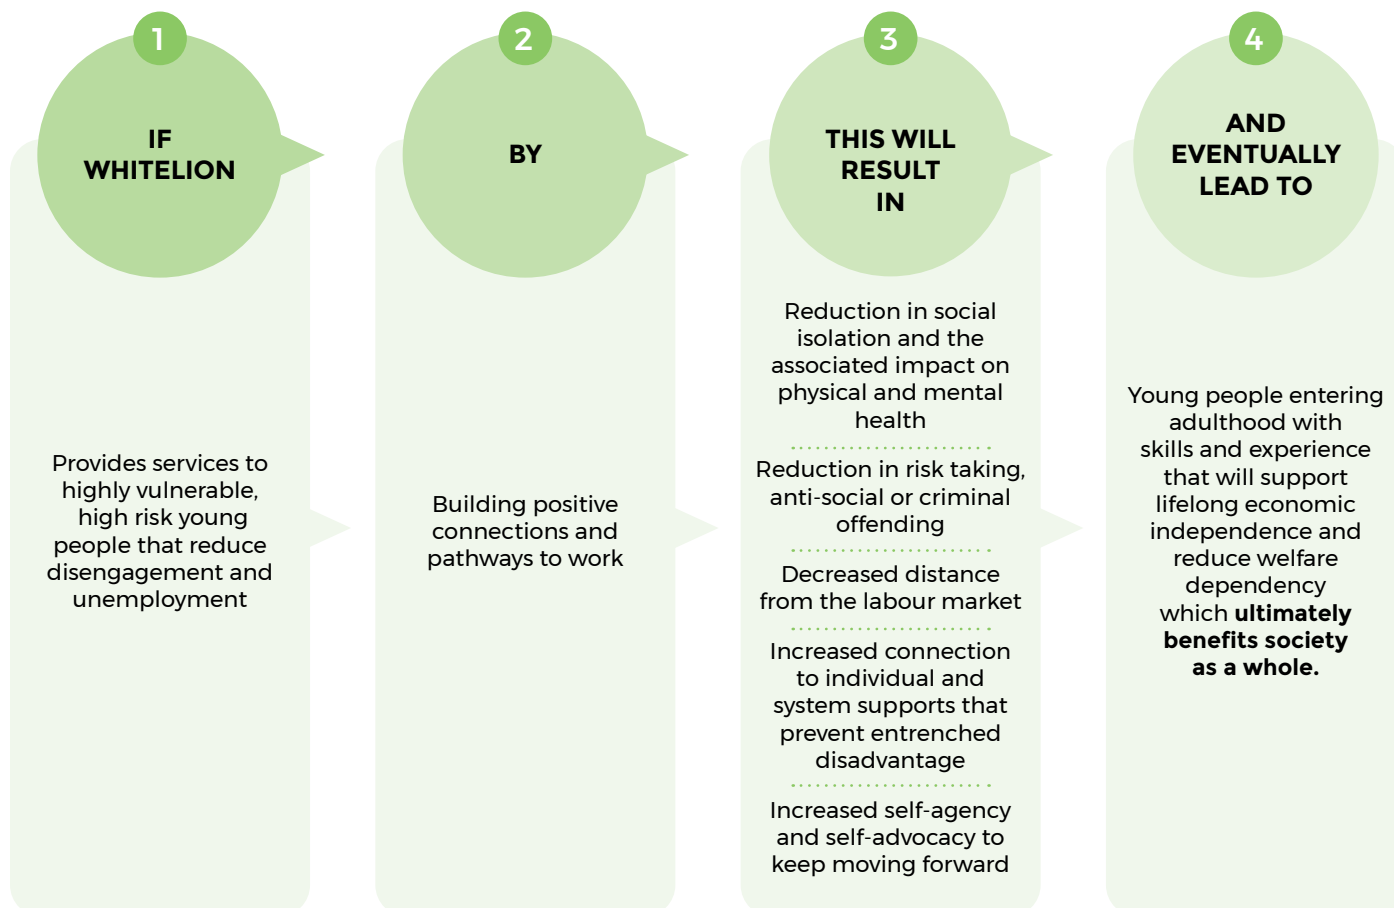 1
IF
WHITELION
Provides services to
highly vulnerable,
high risk young
people that reduce
disengagement and
unemployment
2
BY
Building positive
connections and
pathways to work
3
THIS WILL
RESULT
IN
Reduction in social
isolation and the
associated impact on
physical and mental
health
Reduction in risk taking,
anti-social or criminal
offending
Decreased distance
from the labour market
Increased connection
to individual and
system supports that
prevent entrenched
disadvantage
Increased self-agency
and self-advocacy to
keep moving forward
4
AND
EVENTUALLY
LEAD TO
Young people entering
adulthood with
skills and experience
that will support
lifelong economic
independence and
reduce welfare
dependency
which ultimately
benefits society
as a whole.